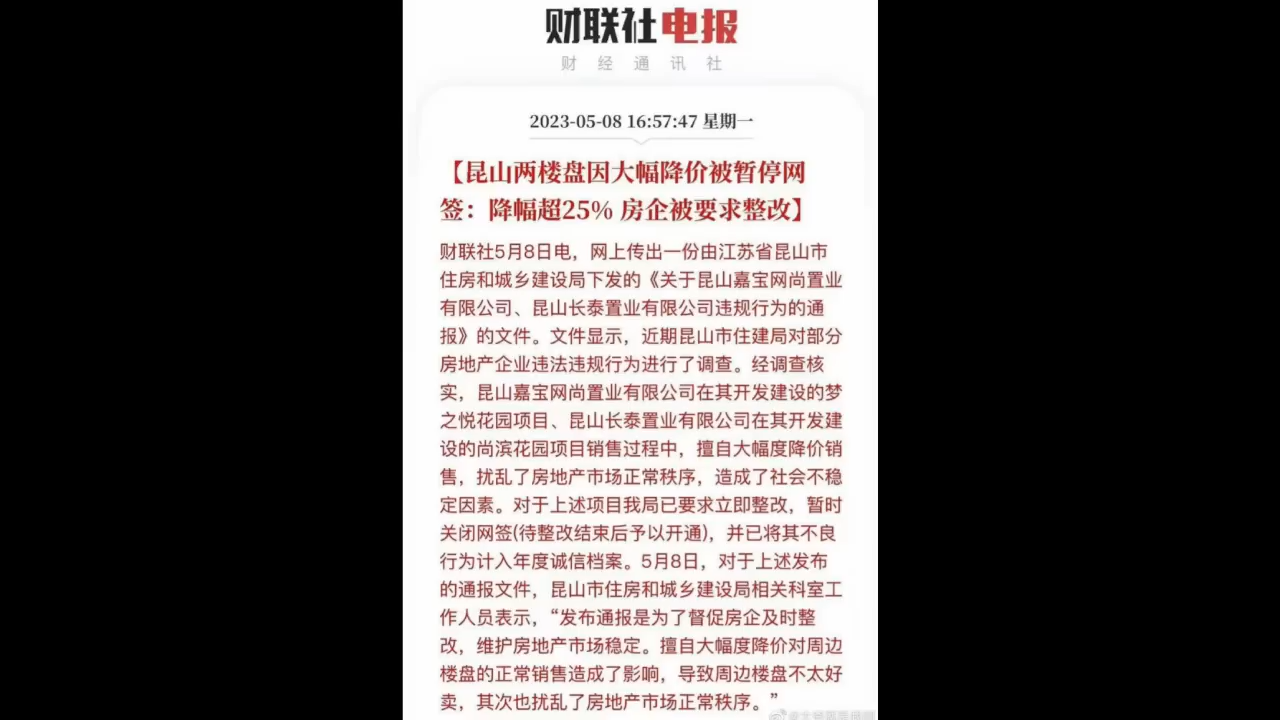 财联社电报
财经通讯社
2023-05-08 16:57:47 星期一
【昆山两楼盘因大幅降价被暂停网
签：降幅超25% 房企被要求整改】
财联社5月8日电，网上传出一份由江苏省昆山市
住房和城乡建设局下发的《关于昆山嘉宝网尚置业
有限公司、昆山长泰置业有限公司违规行为的通
报》的文件。文件显示，近期昆山市住建局对部分
房地产企业违法违规行为进行了调查。经调查核
实，昆山嘉宝网尚置业有限公司在其开发建设的梦
之悦花园项目、昆山长泰置业有限公司在其开发建
设的尚滨花园项目销售过程中，擅自大幅度降价销
售，扰乱了房地产市场正常秩序，造成了社会不稳
定因素。对于上述项目我局已要求立即整改，暂时
关闭网签(待整改结束后予以开通)，并已将其不良
行为计入年度诚信档案。5月8日，对于上述发布
的通报文件，昆山市住房和城乡建设局相关科室工
作人员表示，“发布通报是为了督促房企及时整
改，维护房地产市场稳定。擅自大幅度降价对周边
楼盘的正常销售造成了影响，导致周边楼盘不太好
卖，其次也扰乱了房地产市场正常秩序。”